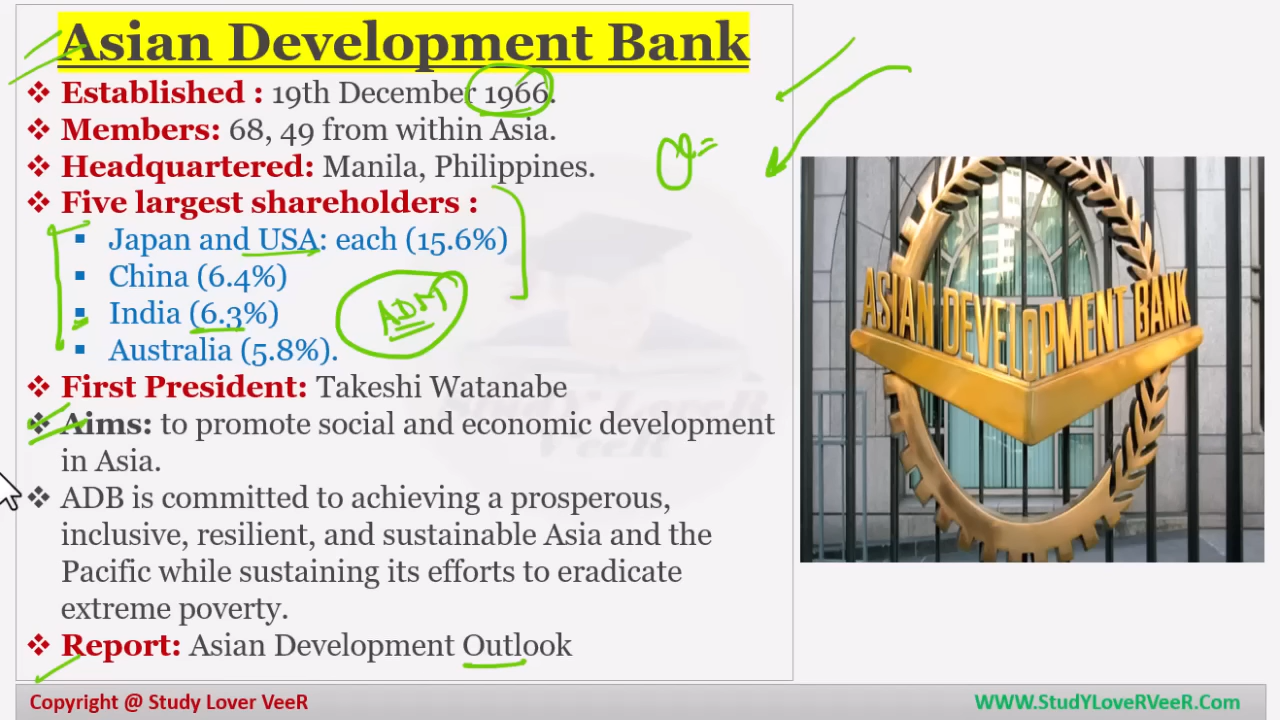 Asian Development Bank
❖ Established : 19th December 1966.
❖ Members: 68, 49 from within Asia.
❖ Headquartered: Manila, Philippines.
❖ Five largest shareholders :
▪ Japan and USA: each (15.6%)
▪ China (6.4%)
▪ India (6.3%)
ADM
▪ Australia (5.8%).
❖ First President: Takeshi Watanabe
❖ Aims: to promote social and economic development
in Asia.
❖ ADB is committed to achieving a prosperous,
inclusive, resilient, and sustainable Asia and the
Pacific while sustaining its efforts to eradicate
extreme poverty.
❖ Report: Asian Development Outlook
ASIAN DEVELOPMENT BANK
Copyright @ Study Lover VeeR
WWW.StudYLoveRVeeR.Com